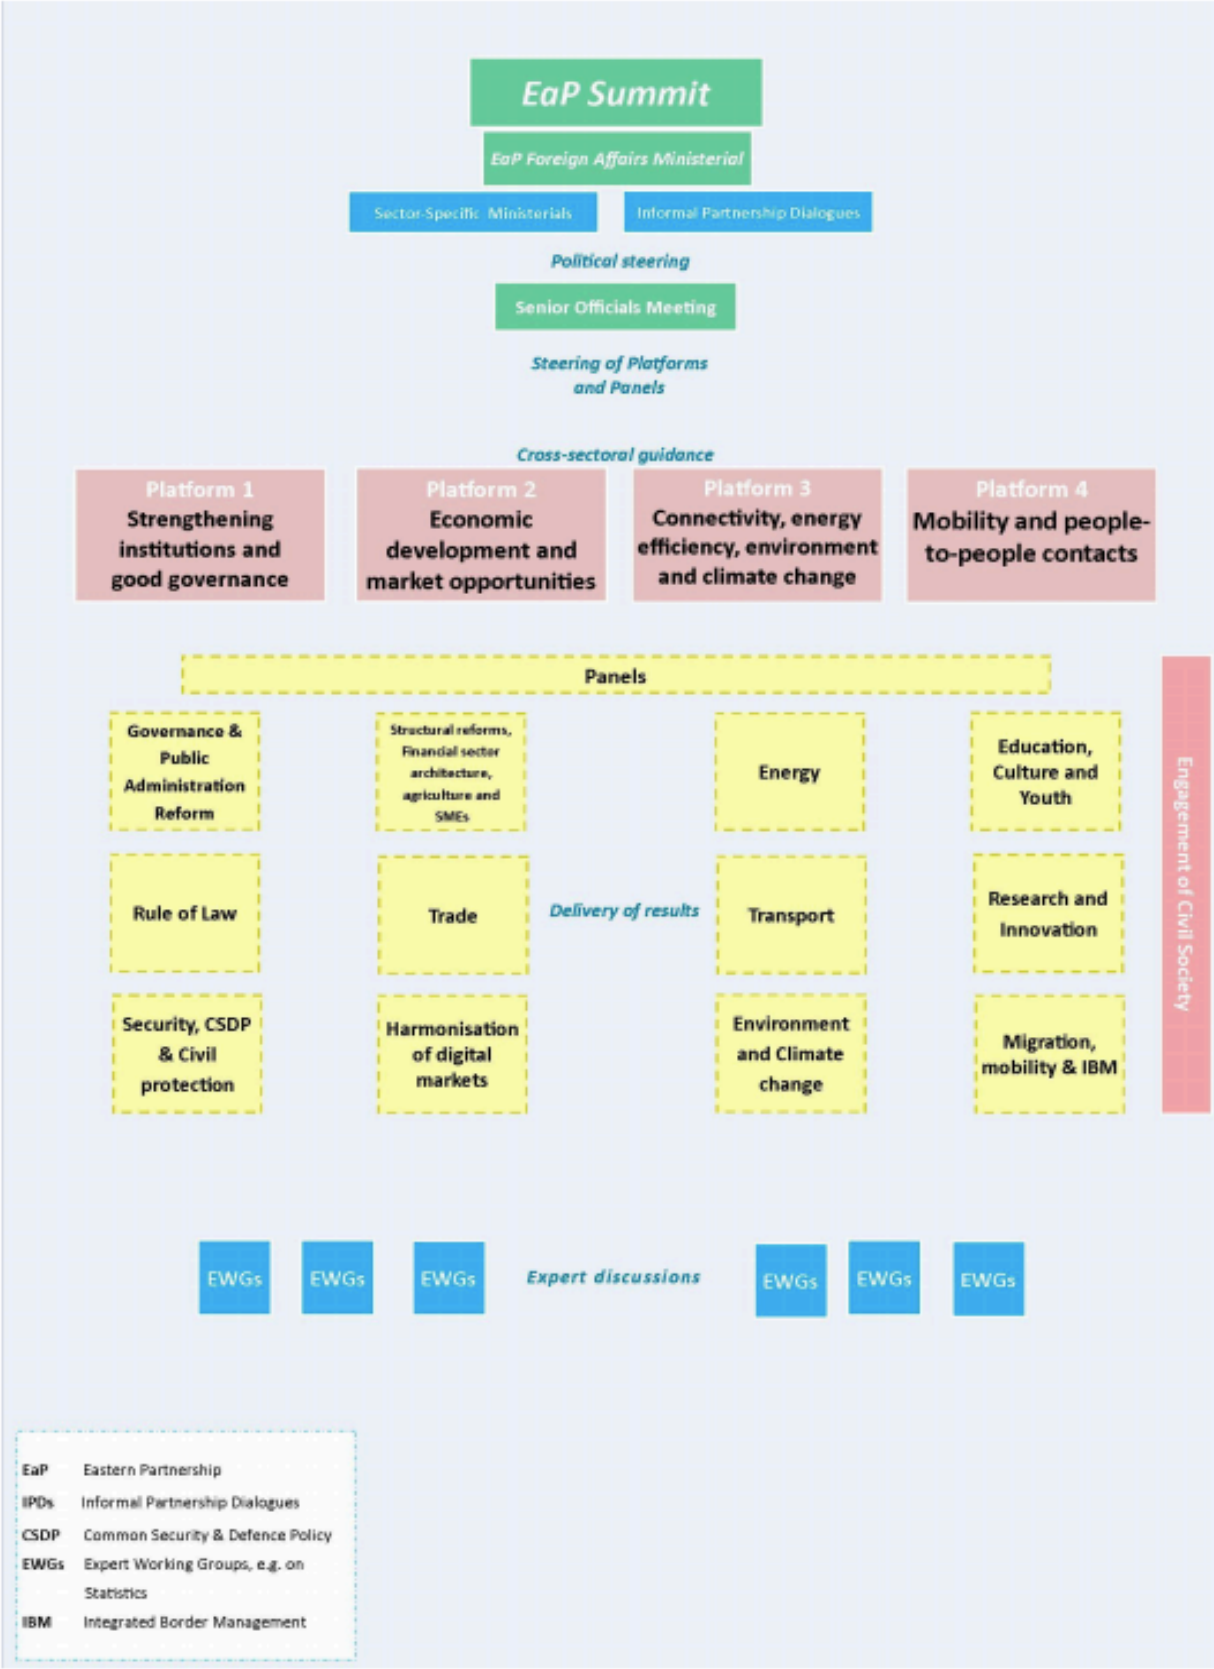 EaP Summit
EaP Foreign Affairs Ministerial
Sector-Specific Ministerials
Informal Partnership Dialogues
Political steering
Senior Officials Meeting
Steering of Platforms
and Panels
Cross-sectoral guidance
Platform 1
Strengthening
institutions and
good governance
Platform 2
Economic
development and
market opportunities
Platform 3
Connectivity, energy
efficiency, environment
and climate change
Platform 4
Mobility and people-
to-people contacts
Panels
Governance &
Public
Administration
Reform
Structural reforms,
Financial sector
architecture,
agriculture and
SMEs
Energy
Education,
Culture and
Youth
Rule of Law
Trade
Delivery of results
Transport
Research and
Innovation
Security, CSDP
& Civil
protection
Harmonisation
of digital
markets
Environment
and Climate
change
Migration,
mobility & IBM
Engagement of Civil Society
EWGs
EWGs
EWGs
Expert discussions
EWGs
EWGs
EWGs
EaP Eastern Partnership
IPDs Informal Partnership Dialogues
CSDP Common Security & Defence Policy
EWGs Expert Working Groups, e.g. on
Statistics
IBM Integrated Border Management